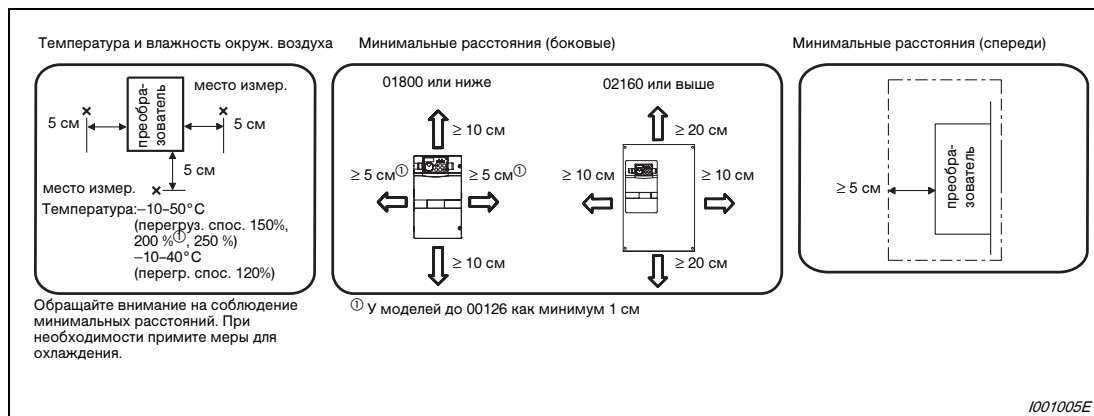 Температура и влажность окруж. воздуха
место измер.
преобра-
зователь
5 см
5 см
5 см
место измер.
Температура:–10–50°C
(перегруз. спос. 150%,
200 %①, 250 %)
–10–40°C
(перегр. спос. 120%)
Обращайте внимание на соблюдение
минимальных расстояний. При
необходимости примите меры для
охлаждения.
Минимальные расстояния (боковые)
01800 или ниже
≥ 10 см
≥ 5 см①
≥ 5 см①
≥ 10 см
02160 или выше
≥ 20 см
≥ 10 см
≥ 10 см
≥ 20 см
① У моделей до 00126 как минимум 1 см
Минимальные расстояния (спереди)
≥ 5 см
преобра-
зователь
I001005E